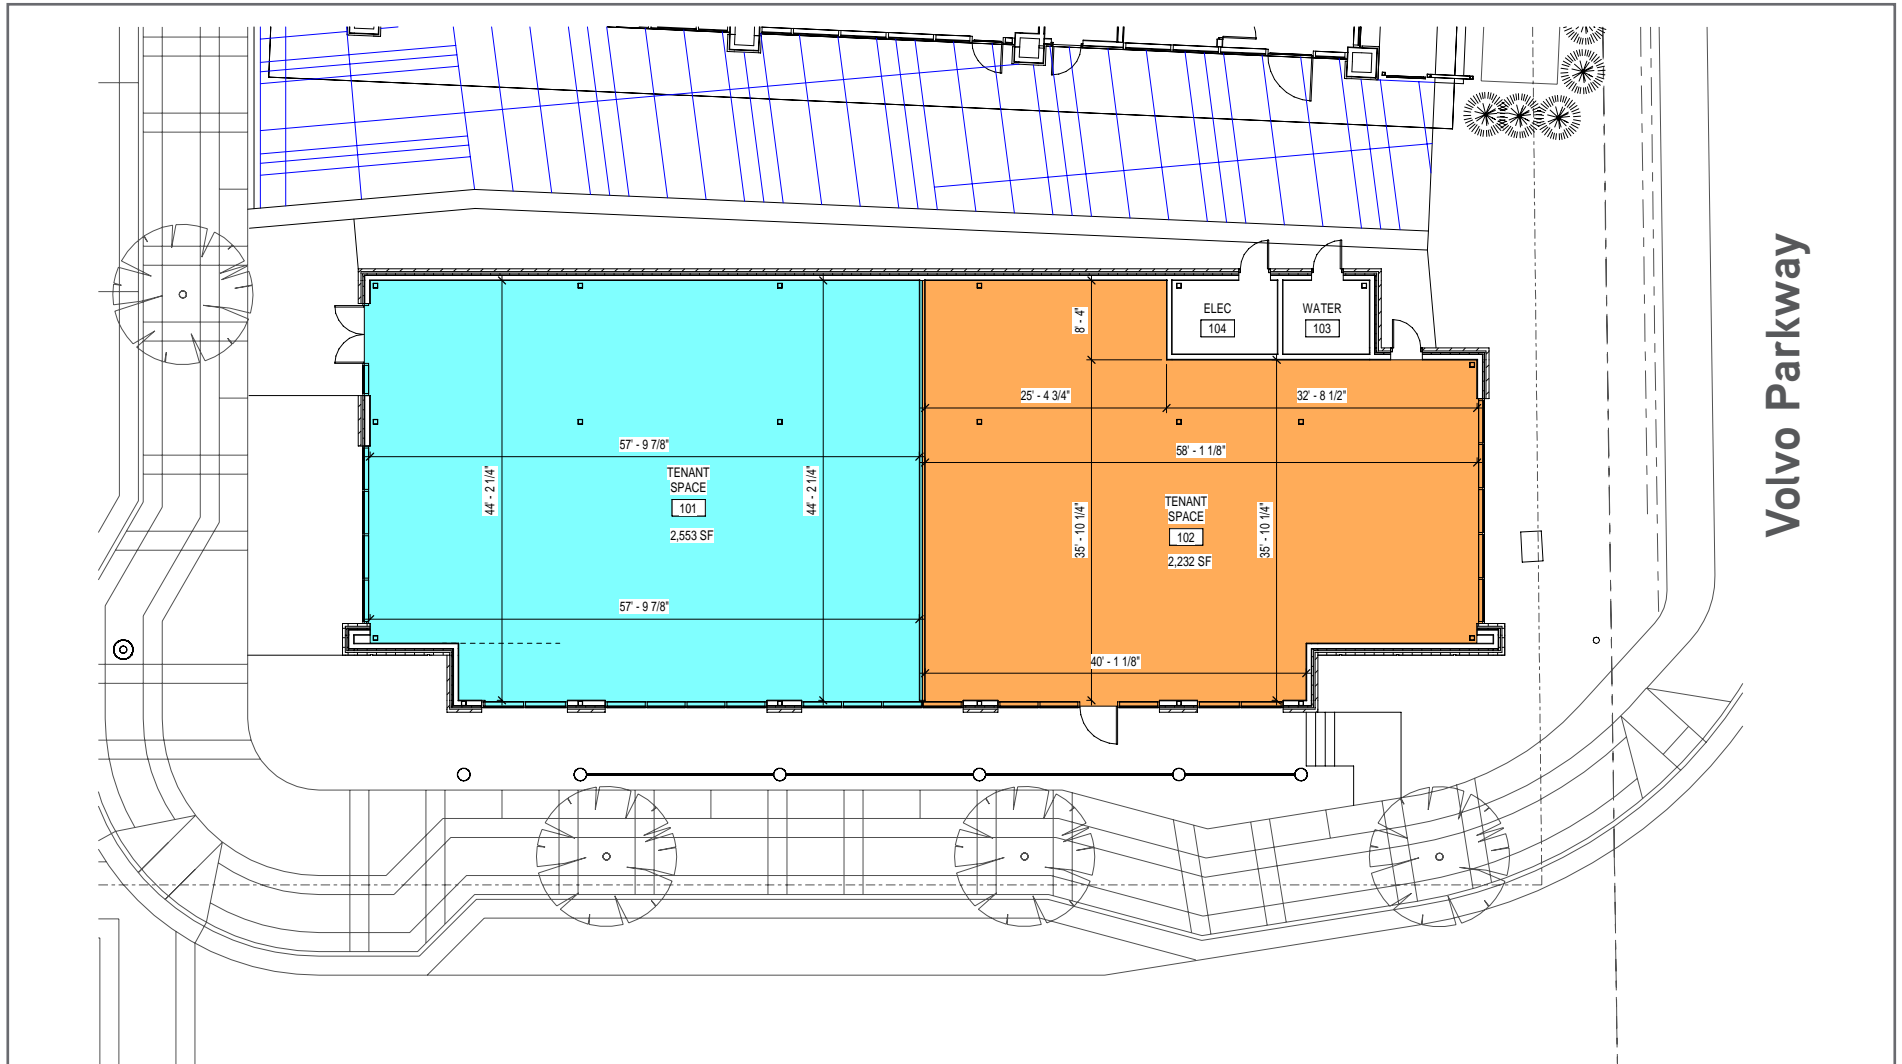 ELEC
104
WATER
103
8' - 4"
25' - 4 3/4"
32' - 8 1/2"
57' - 9 7/8"
58' - 1 1/8"
44' - 2 1/4"
TENANT
SPACE
101
2,553 SF
44' - 2 1/4"
35' - 10 1/4"
TENANT
SPACE
102
2,232 SF
35' - 10 1/4"
57' - 9 7/8"
40' - 1 1/8"
Volvo Parkway